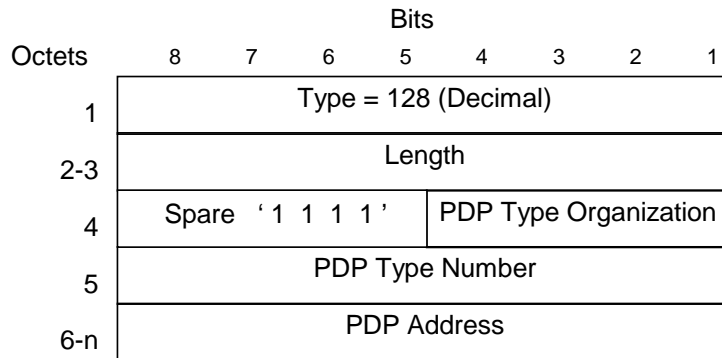 Bits
Octets 8 7 6 5 4 3 2 1
1 Type = 128 (Decimal)
2-3 Length
4 Spare ‘ 1 1 1 1 ’ PDP Type Organization
5 PDP Type Number
6-n PDP Address